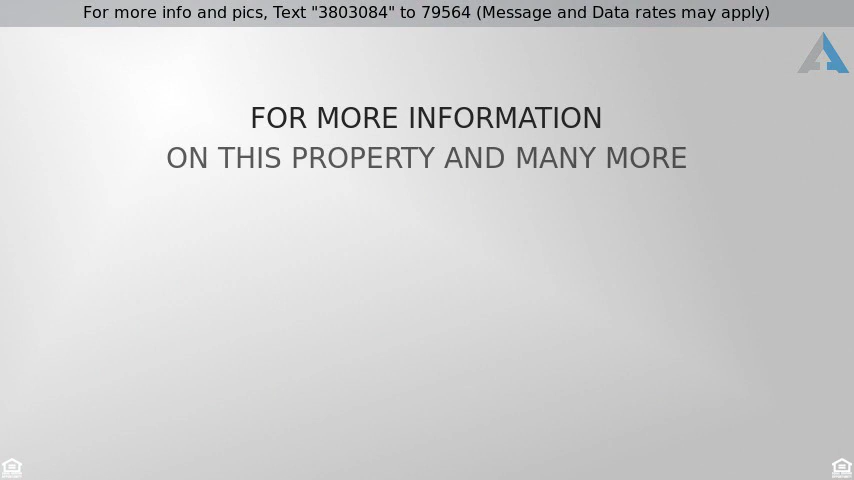 For more info and pics, Text "3803084" to 79564 (Message and Data rates may apply)
FOR MORE INFORMATION
ON THIS PROPERTY AND MANY MORE